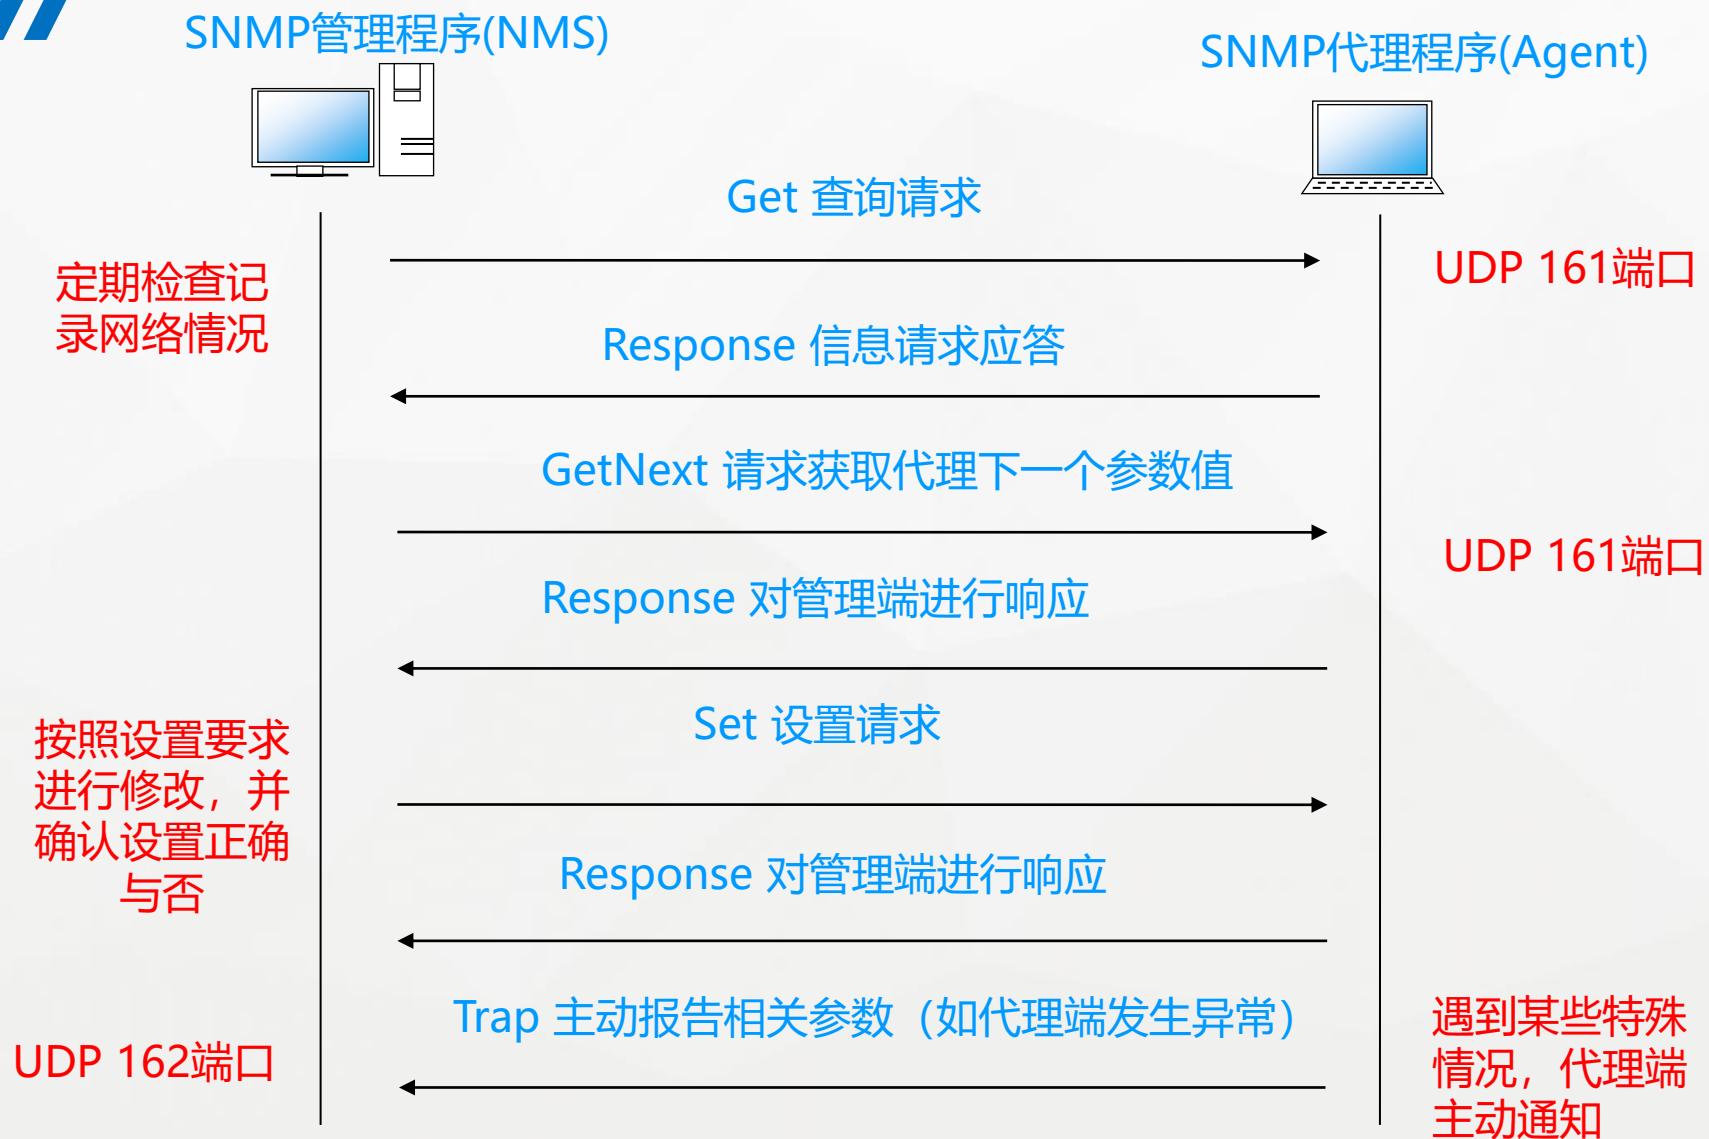 SNMP管理程序(NMS)
SNMP代理程序(Agent)
Get 查询请求
定期检查记
录网络情况
UDP 161端口
Response 信息请求应答
GetNext 请求获取代理下一个参数值
UDP 161端口
Response 对管理端进行响应
Set 设置请求
按照设置要求
进行修改，并
确认设置正确
与否
Response 对管理端进行响应
Trap 主动报告相关参数（如代理端发生异常）
UDP 162端口
遇到某些特殊
情况，代理端
主动通知